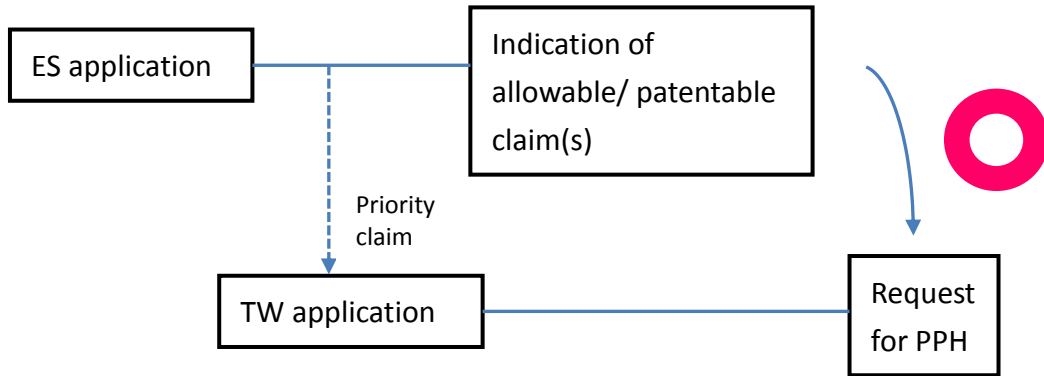 ES application
Indication of
allowable/ patentable
claim(s)
Priority
claim
TW application
Request
for PPH